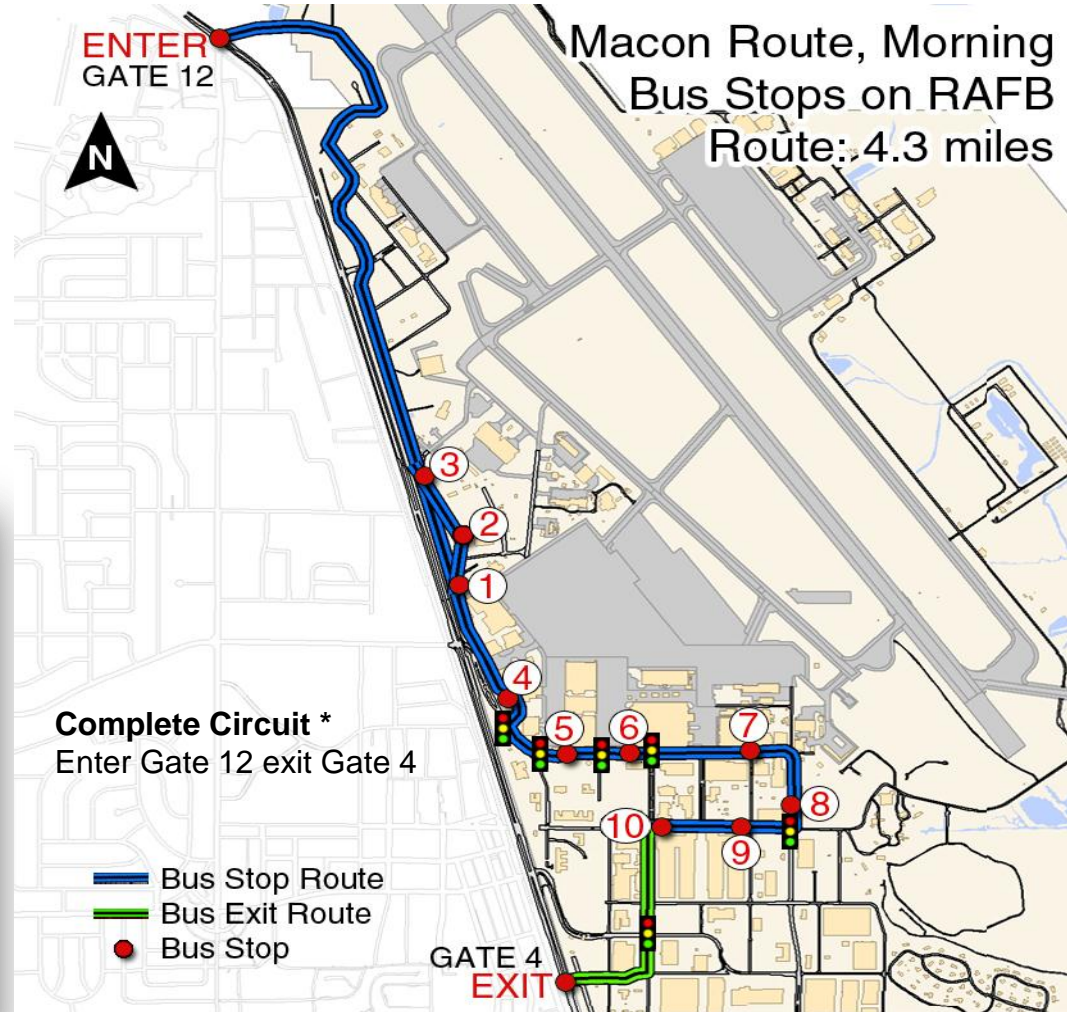 ENTER
GATE 12
Macon Route, Morning
Bus Stops on RAFB
Route: 4.3 miles
N
3
2
1
4
5
6
7
8
9
10
Complete Circuit *
Enter Gate 12 exit Gate 4
Bus Stop Route
Bus Exit Route
Bus Stop
GATE 4
EXIT